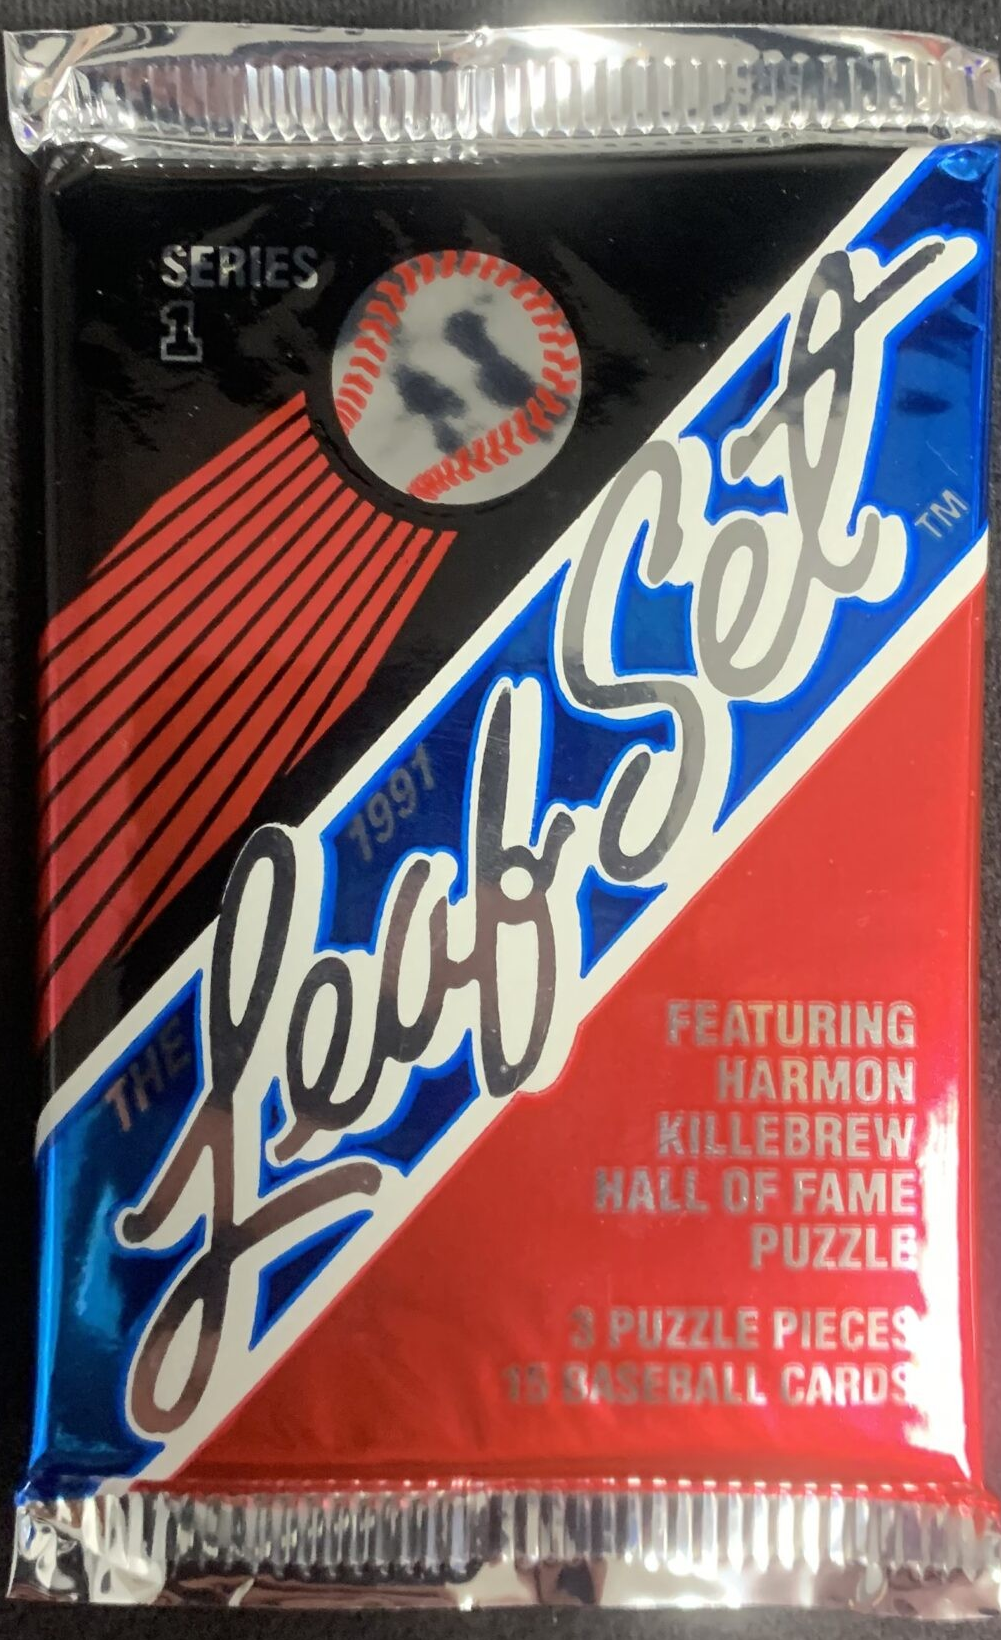 SERIES
1
THE
1991
Leaf Set
TM
FEATURING
HARMON
KILLEBREW
HALL OF FAME
PUZZLE
3 PUZZLE PIECES
15 BASEBALL CARDS